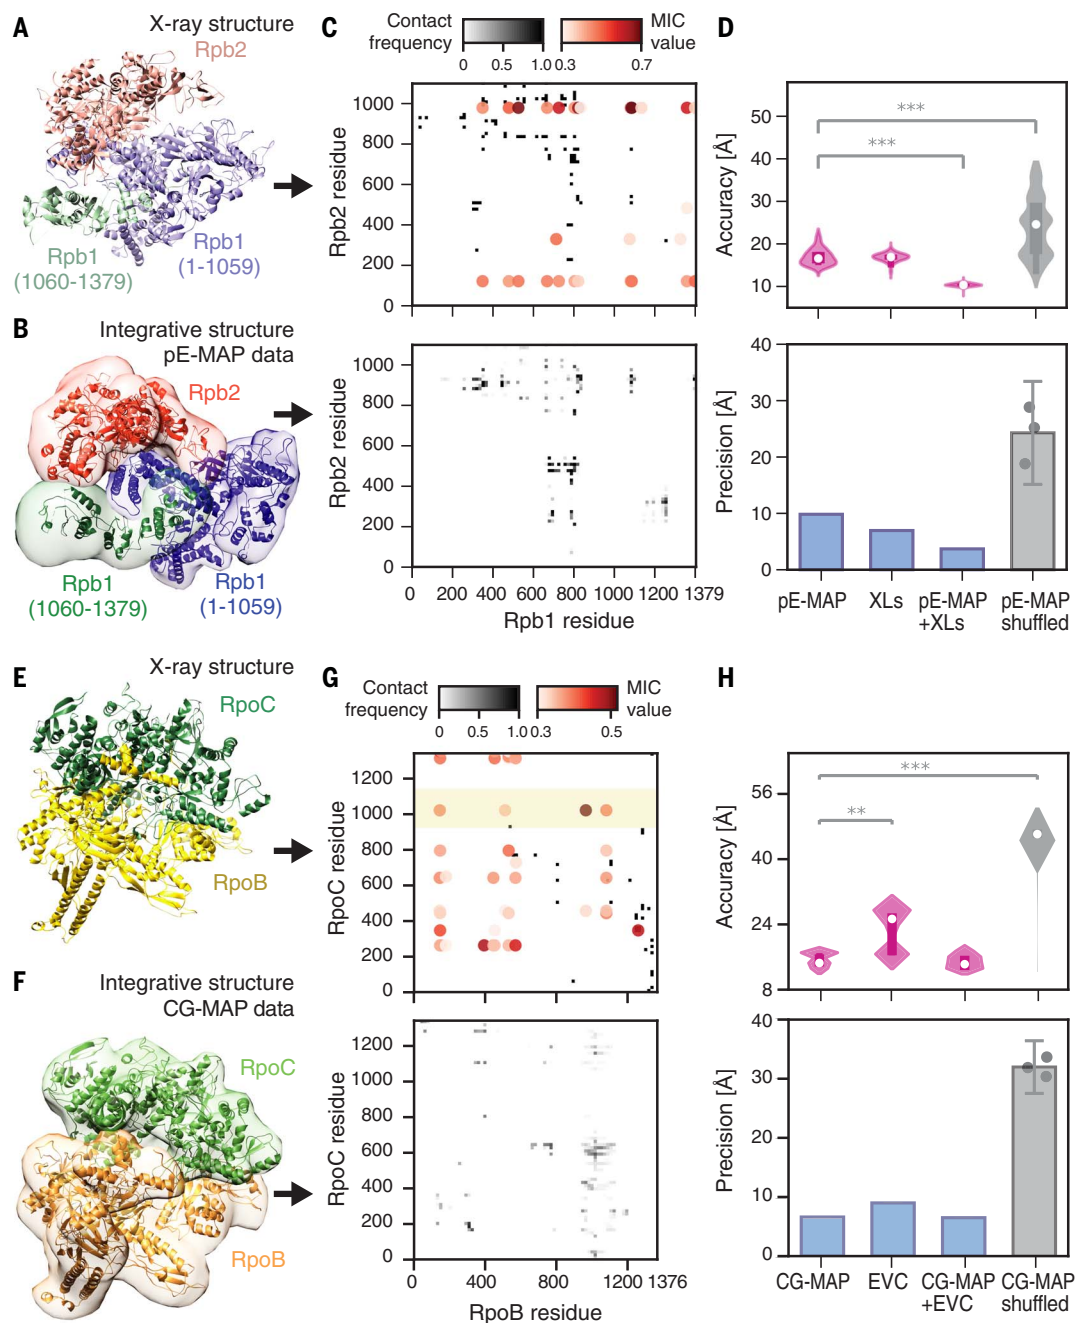 A
X-ray structure
Rpb2
Rpb1
(1060-1379)
Rpb1
(1-1059)
B
Integrative structure
pE-MAP data
Rpb2
Rpb1
(1060-1379)
Rpb1
(1-1059)
C
Contact
frequency
0 0.5 1.0
MIC
value
0.3 0.7
Rpb2 residue
1000
800
600
400
200
0
Rpb2 residue
1000
800
600
400
200
0
0 200 400 600 800 1000 1200 1379
Rpb1 residue
D
Accuracy [Å]
50
40
30
20
10
***
***
Precision [Å]
40
30
20
10
0
pE-MAP
XLs
pE-MAP
+XLs
pE-MAP
shuffled
E
X-ray structure
RpoC
RpoB
F
Integrative structure
CG-MAP data
RpoC
RpoB
G
Contact
frequency
0 0.5 1.0
MIC
value
0.3 0.5
RpoC residue
1200
1000
800
600
400
200
0
RpoC residue
1200
1000
800
600
400
200
0
0 400 800 1200 1376
RpoB residue
H
Accuracy [Å]
56
40
24
8
***
**
Precision [Å]
40
30
20
10
0
CG-MAP
EVC
CG-MAP
+EVC
CG-MAP
shuffled